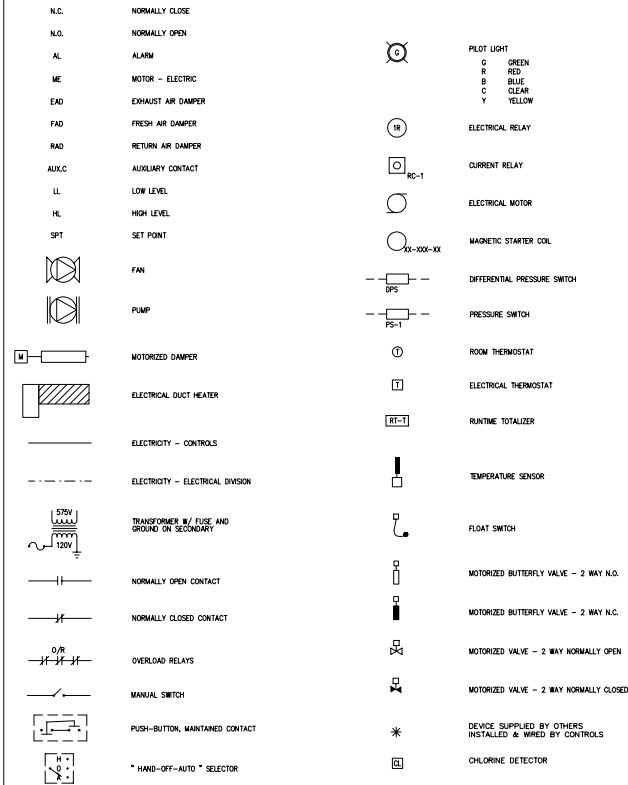 N.C. NORMALLY CLOSE
N.O. NORMALLY OPEN
AL ALARM
ME MOTOR – ELECTRIC
EAD EXHAUST AIR DAMPER
FAD FRESH AIR DAMPER
RAD RETURN AIR DAMPER
AUX.C AUXILIARY CONTACT
LL LOW LEVEL
HL HIGH LEVEL
SPT SET POINT
FAN
PUMP
M MOTORIZED DAMPER
ELECTRICAL DUCT HEATER
ELECTRICITY – CONTROLS
ELECTRICITY – ELECTRICAL DIVISION
575V
TRANSFORMER W/ FUSE AND
GROUND ON SECONDARY
120V
NORMALLY OPEN CONTACT
NORMALLY CLOSED CONTACT
O/R
OVERLOAD RELAYS
MANUAL SWITCH
PUSH-BUTTON, MAINTAINED CONTACT
H
O
A
" HAND-OFF-AUTO " SELECTOR
G PILOT LIGHT
G GREEN
R RED
B BLUE
C CLEAR
Y YELLOW
1R ELECTRICAL RELAY
CURRENT RELAY
RC-1
ELECTRICAL MOTOR
MAGNETIC STARTER COIL
XX-XXX-XX
DIFFERENTIAL PRESSURE SWITCH
DPS
PRESSURE SWITCH
PS-1
T ROOM THERMOSTAT
T ELECTRICAL THERMOSTAT
RT-T RUNTIME TOTALIZER
TEMPERATURE SENSOR
FLOAT SWITCH
MOTORIZED BUTTERFLY VALVE – 2 WAY N.O.
MOTORIZED BUTTERFLY VALVE – 2 WAY N.C.
MOTORIZED VALVE – 2 WAY NORMALLY OPEN
MOTORIZED VALVE – 2 WAY NORMALLY CLOSED
DEVICE SUPPLIED BY OTHERS
INSTALLED & WIRED BY CONTROLS
CL CHLORINE DETECTOR